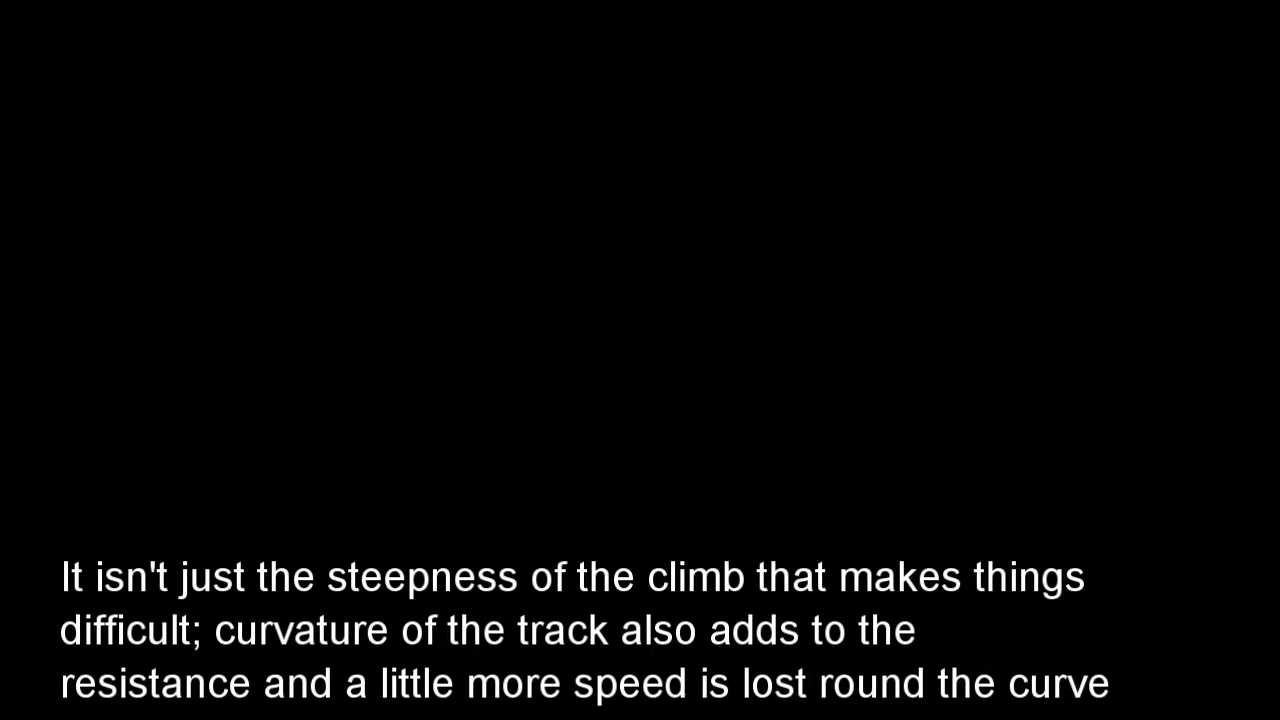 It isn't just the steepness of the climb that makes things
difficult; curvature of the track also adds to the
resistance and a little more speed is lost round the curve